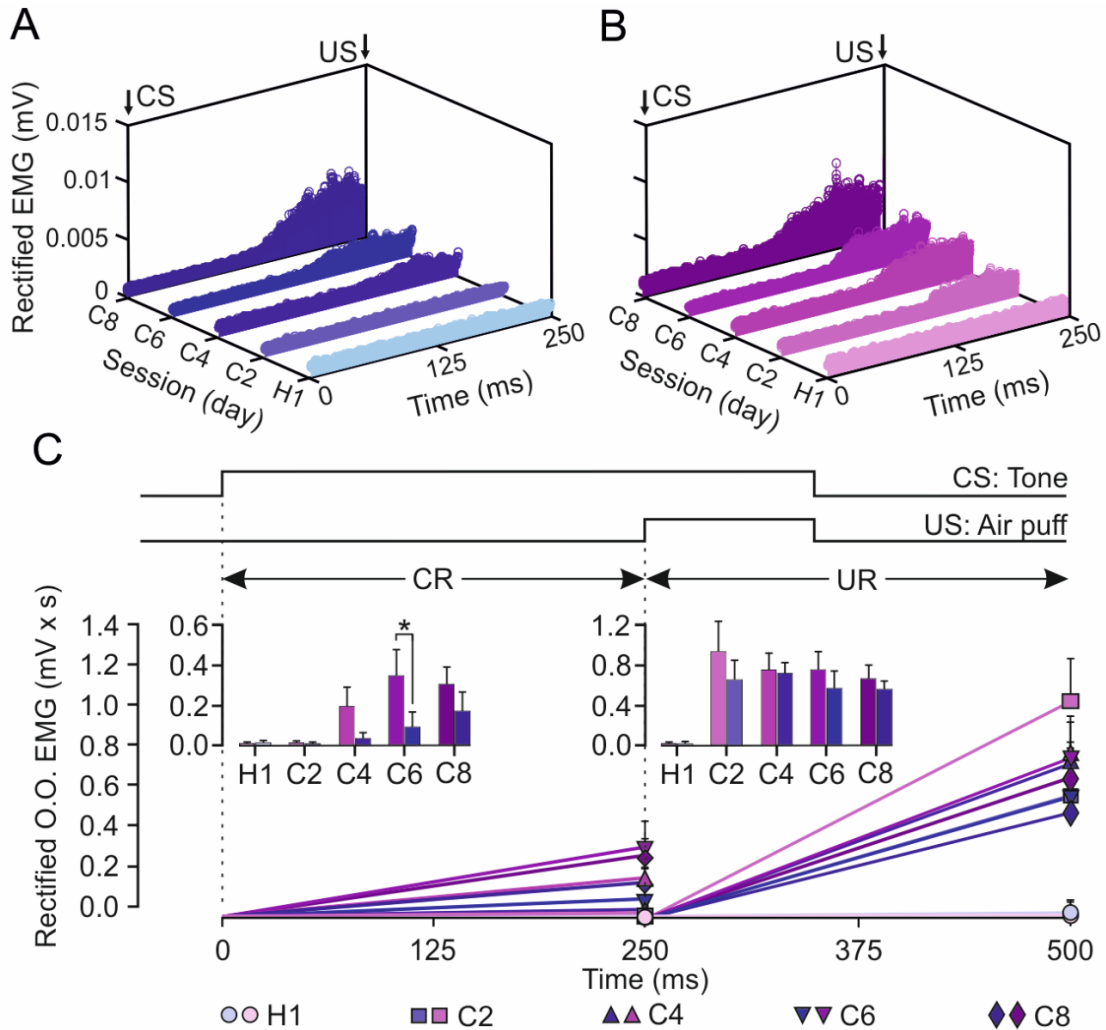 A
B
US
US
CS
CS
Rectified EMG (mV)
0.015
0.01
0.005
0
C8
C6
C4
C2
H1
Session (day)
0
125
250
Time (ms)
C8
C6
C4
C2
H1
Session (day)
0
125
250
Time (ms)
C
CS: Tone
US: Air puff
CR
UR
Rectified O.O. EMG (mV x s)
1.4
1.2
1.0
0.8
0.6
0.4
0.2
0.0
0.6
0.4
0.2
0.0
*
H1 C2 C4 C6 C8
1.2
0.8
0.4
0.0
H1 C2 C4 C6 C8
0 125 250 375 500
Time (ms)
H1 C2 C4 C6 C8